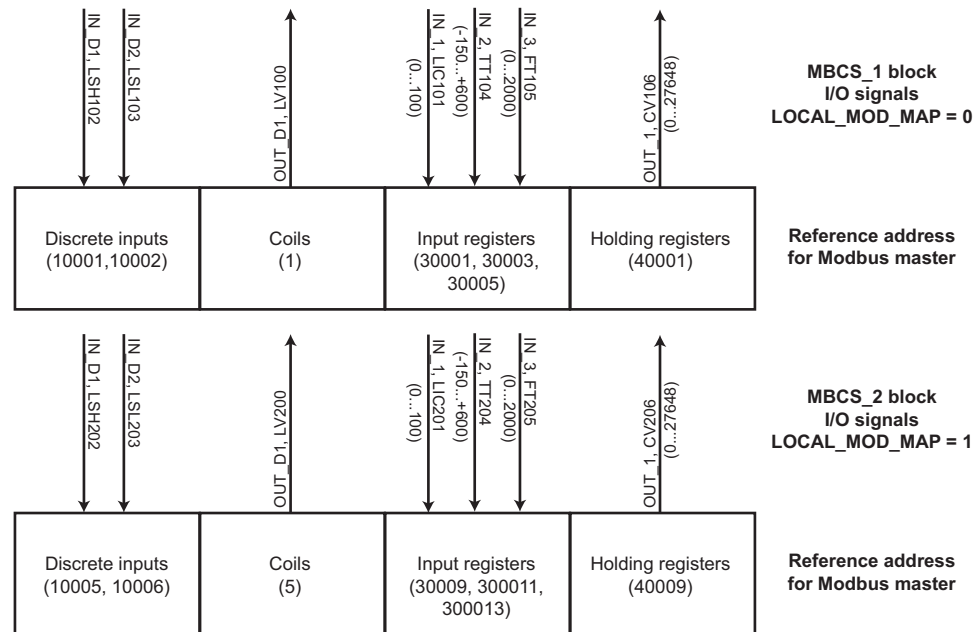 IN_D1, LSH102
IN_D2, LSL103
OUT_D1, LV100
IN_1, LIC101
(0...100)
IN_2, TT104
(-150...+600)
IN_3, FT105
(0...2000)
OUT_1, CV106
(0...27648)
MBCS_1 block
I/O signals
LOCAL_MOD_MAP = 0
Discrete inputs
(10001,10002)
Coils
(1)
Input registers
(30001, 30003,
30005)
Holding registers
(40001)
Reference address
for Modbus master
IN_D1, LSH202
IN_D2, LSL203
OUT_D1, LV200
IN_1, LIC201
(0...100)
IN_2, TT204
(-150...+600)
IN_3, FT205
(0...2000)
OUT_1, CV206
(0...27648)
MBCS_2 block
I/O signals
LOCAL_MOD_MAP = 1
Discrete inputs
(10005, 10006)
Coils
(5)
Input registers
(30009, 300011,
300013)
Holding registers
(40009)
Reference address
for Modbus master